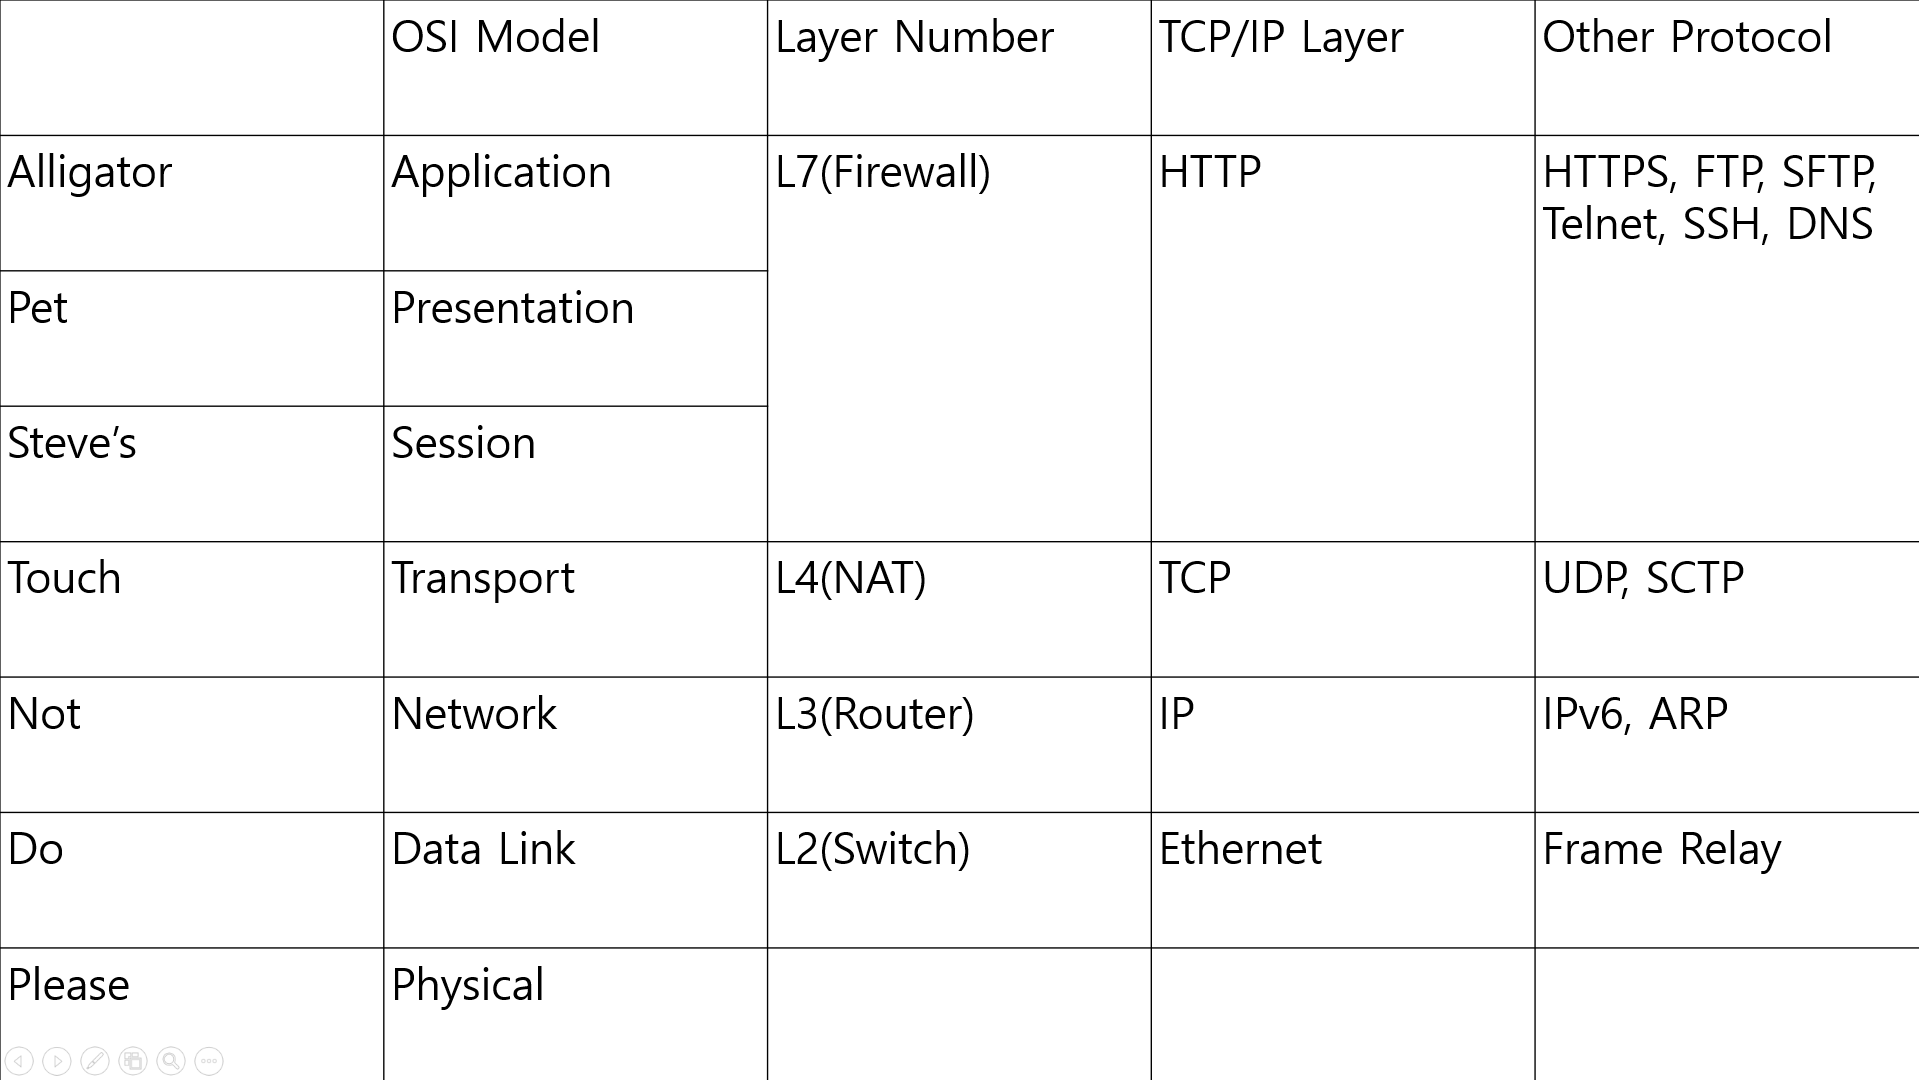 OSI Model
Layer Number
TCP/IP Layer
Other Protocol
Alligator
Application
L7(Firewall)
HTTP
HTTPS, FTP, SFTP,
Telnet, SSH, DNS
Pet
Presentation
Steve’s
Session
Touch
Transport
L4(NAT)
TCP
UDP, SCTP
Not
Network
L3(Router)
IP
IPv6, ARP
Do
Data Link
L2(Switch)
Ethernet
Frame Relay
Please
Physical